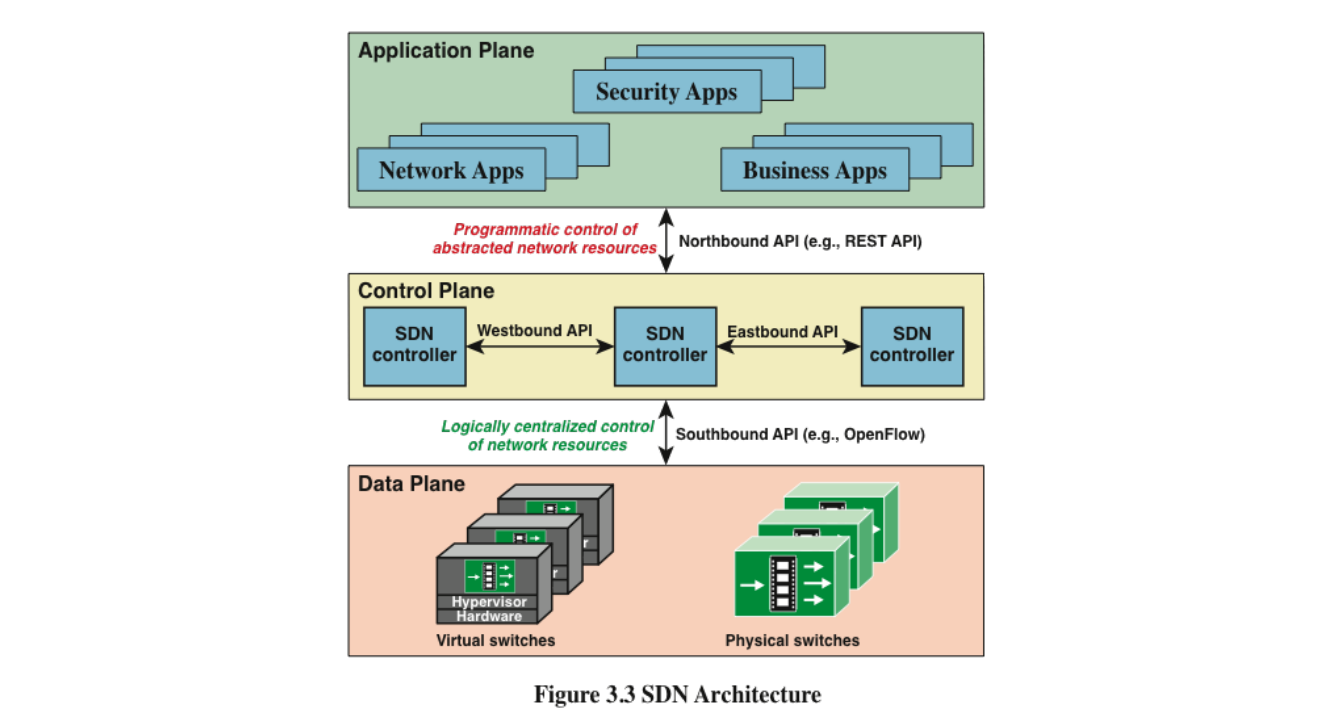 Application Plane
Security Apps
Network Apps
Business Apps
Programmatic control of
abstracted network resources
Northbound API (e.g., REST API)
Control Plane
SDN
controller
Westbound API
SDN
controller
Eastbound API
SDN
controller
Logically centralized control
of network resources
Southbound API (e.g., OpenFlow)
Data Plane
r
r
Hypervisor
Hardware
Virtual switches
Physical switches
Figure 3.3 SDN Architecture